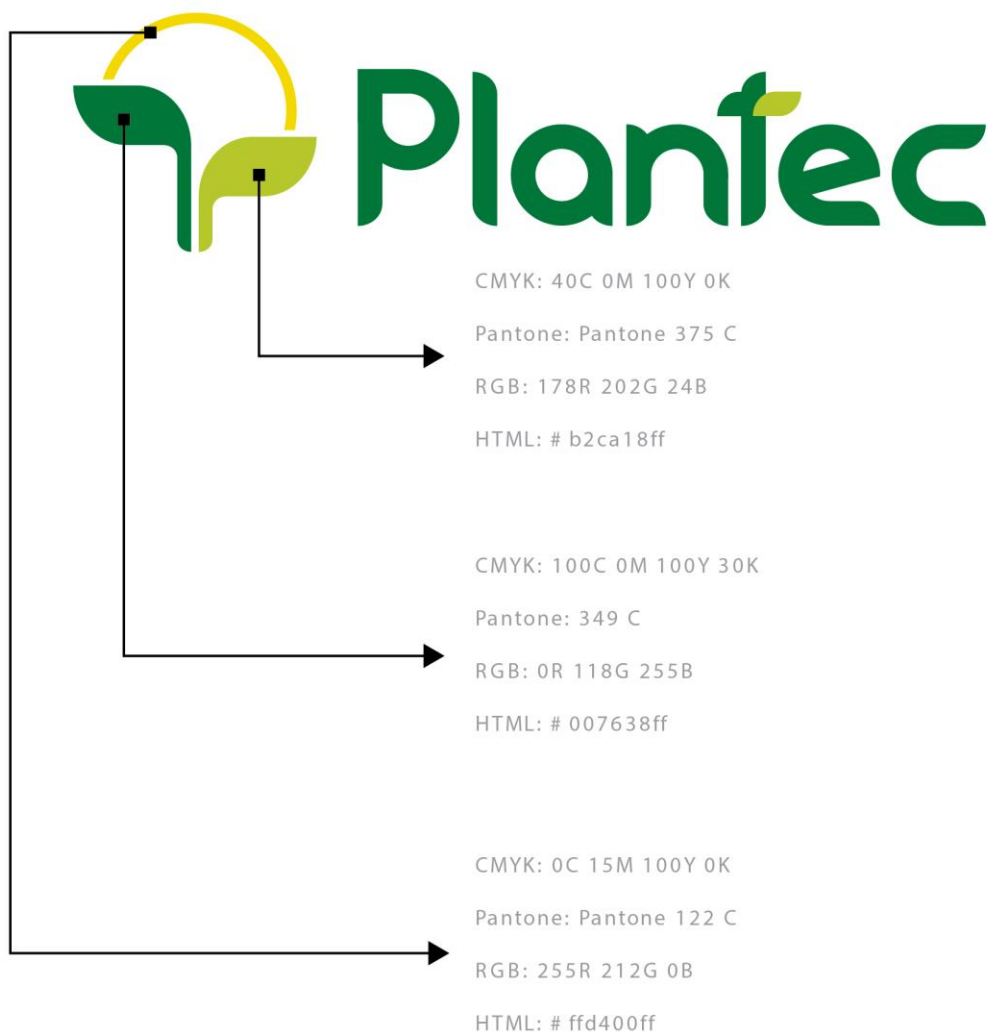 Plantec
CMYK: 40C 0M 100Y 0K
Pantone: Pantone 375 C
RGB: 178R 202G 24B
HTML: # b2ca18ff
CMYK: 100C 0M 100Y 30K
Pantone: 349 C
RGB: 0R 118G 255B
HTML: # 007638ff
CMYK: 0C 15M 100Y 0K
Pantone: Pantone 122 C
RGB: 255R 212G 0B
HTML: # ffd400ff